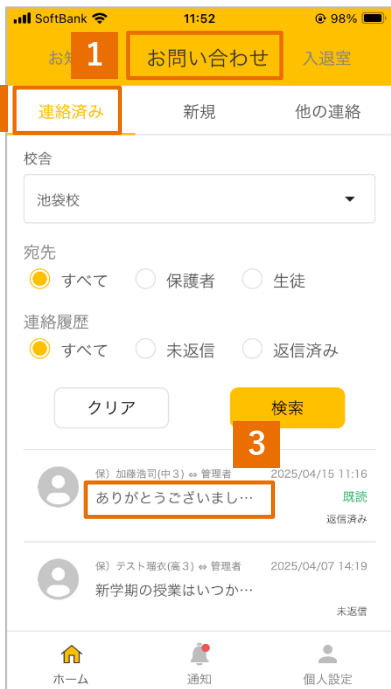 SoftBank 11:52 98%
お 1 お問い合わせ 入退室
連絡済み 新規 他の連絡
校舎
池袋校
宛先
すべて 保護者 生徒
連絡履歴
すべて 未返信 返信済み
クリア 検索
3
保）加藤浩司(中３) ⇔ 管理者 2025/04/15 11:16
ありがとうございまし… 既読
返信済み
保）テスト瑠衣(高３) ⇔ 管理者 2025/04/07 14:19
新学期の授業はいつか…
未返信
ホーム 通知 個人設定